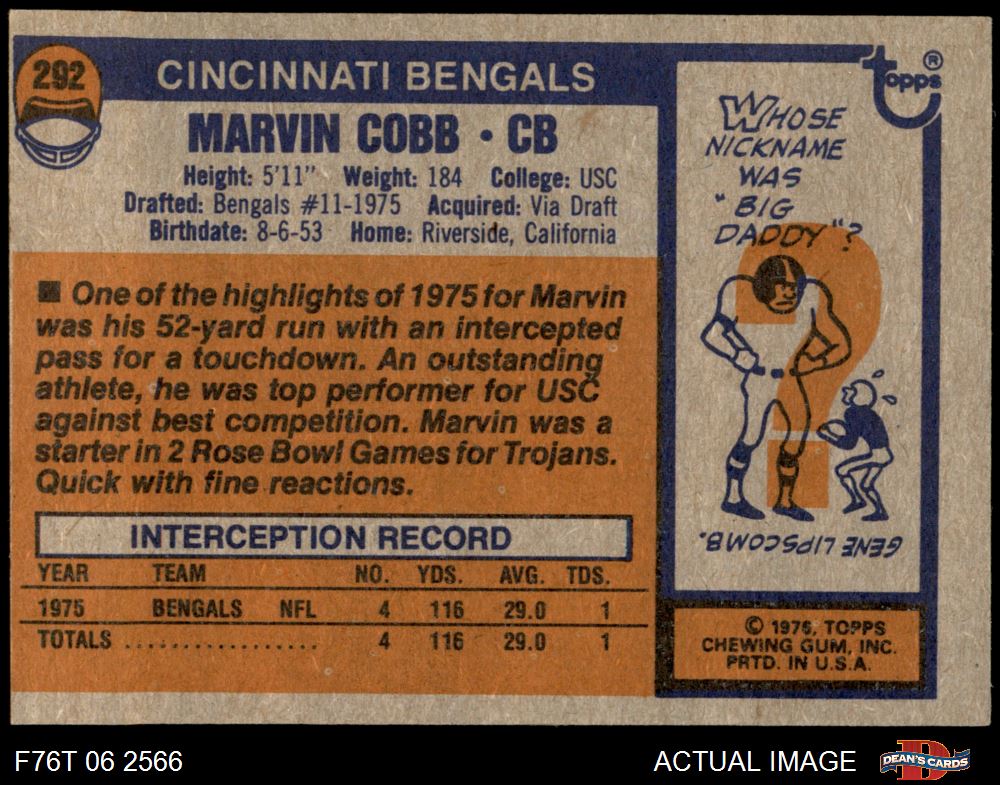 292
CINCINNATI BENGALS
MARVIN COBB • CB
Height: 5'11" Weight: 184 College: USC
Drafted: Bengals #11-1975 Acquired: Via Draft
Birthdate: 8-6-53 Home: Riverside, California
■ One of the highlights of 1975 for Marvin
was his 52-yard run with an intercepted
pass for a touchdown. An outstanding
athlete, he was top performer for USC
against best competition. Marvin was a
starter in 2 Rose Bowl Games for Trojans.
Quick with fine reactions.
INTERCEPTION RECORD
YEAR TEAM NO. YDS. AVG. TDS.
1975 BENGALS NFL 4 116 29.0 1
TOTALS .................. 4 116 29.0 1
topps®
WHOSE
NICKNAME
WAS
"BIG
DADDY"?
?
GENE LIPSCOMB.
© 1976, TOPPS
CHEWING GUM, INC.
PRTD. IN U.S.A.
F76T 06 2566
ACTUAL IMAGE
D
DEAN'S CARDS